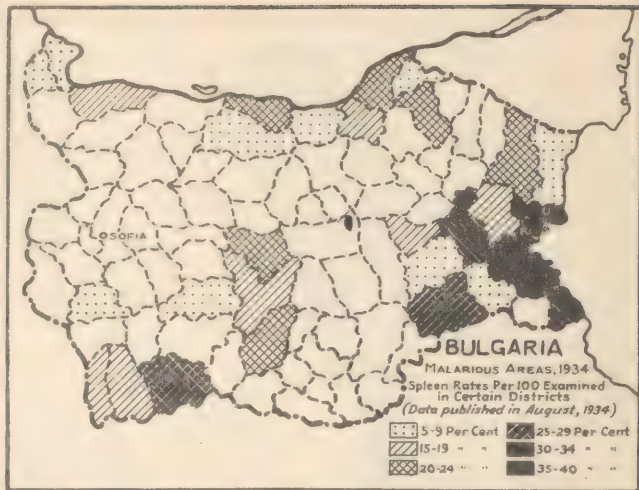 SOFIA
BULGARIA
MALARIOUS AREAS, 1934
Spleen Rates Per 100 Examined
in Certain Districts
(Data published in August, 1934)
5-9 Per Cent
25-29 Per Cent
15-19 " "
30-34 " "
20-24 " "
35-40 " "